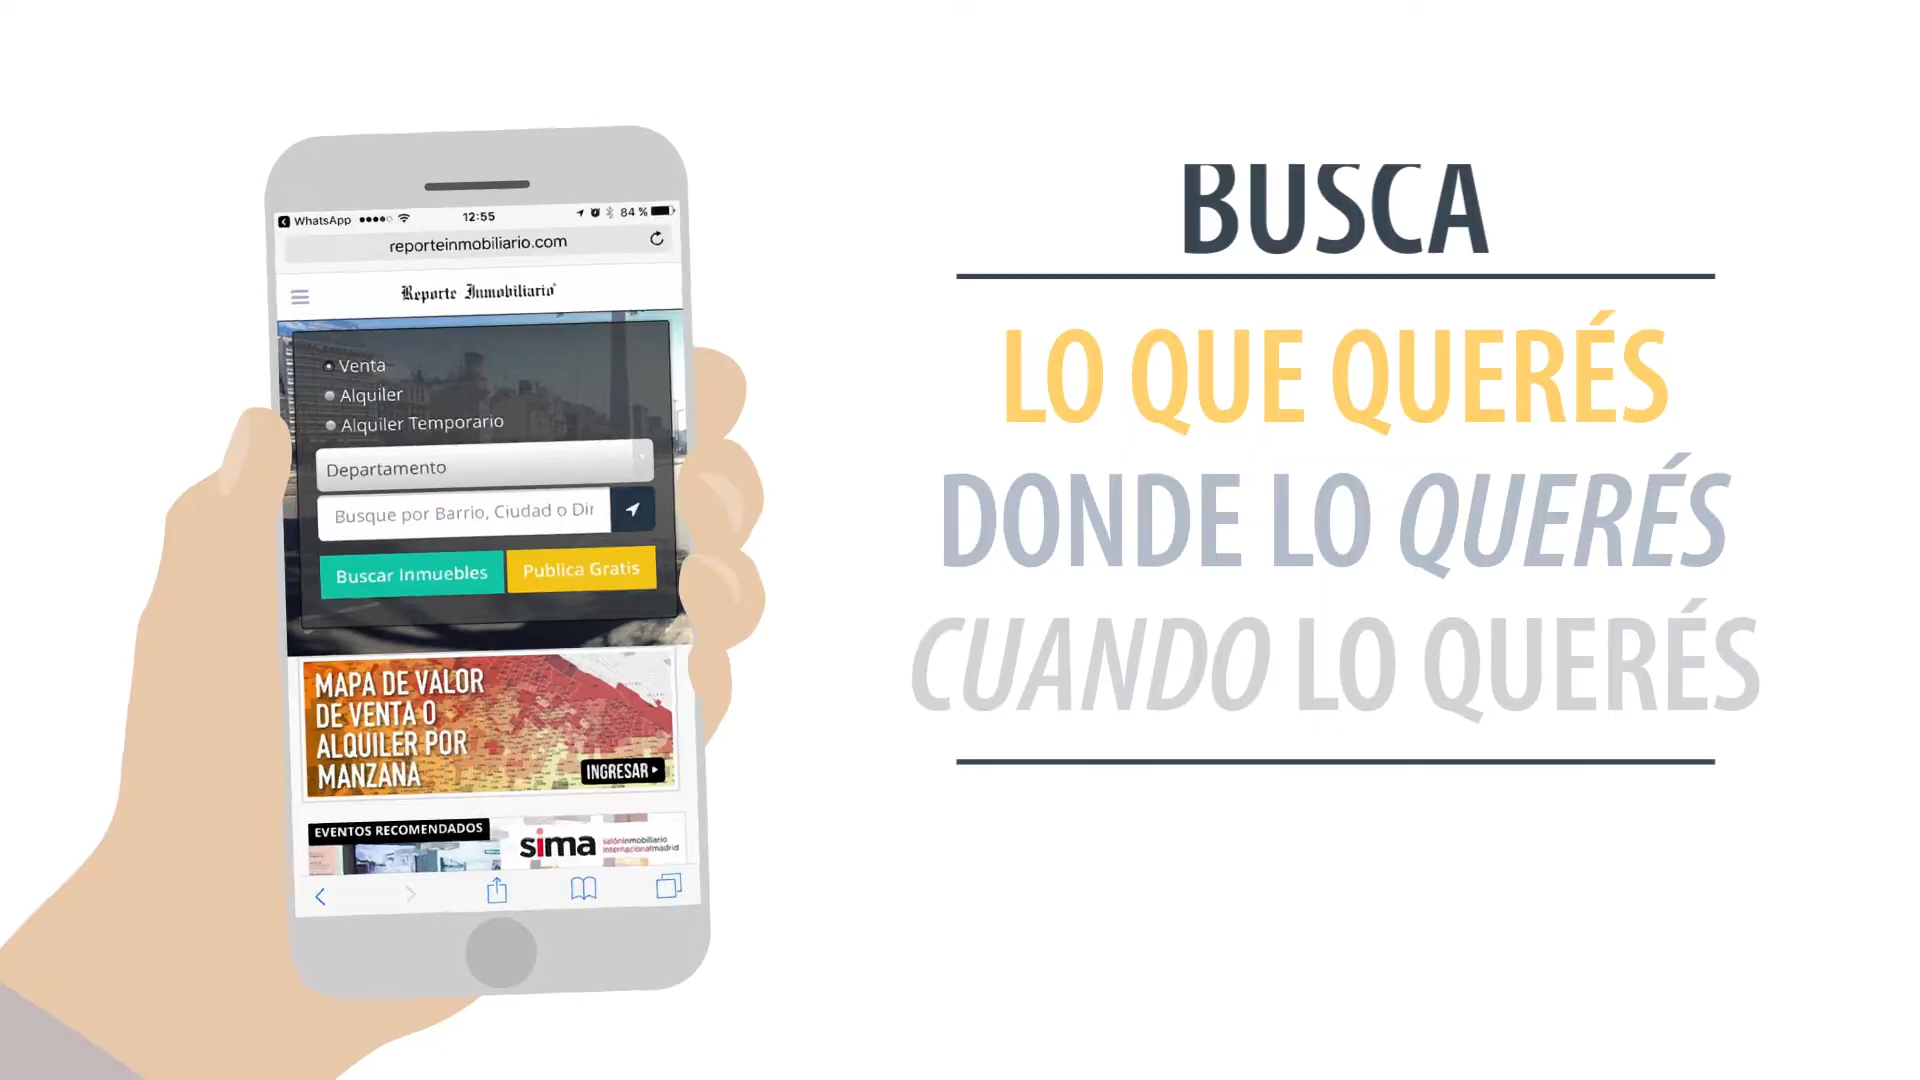 WhatsApp 12:55 84 %
reporteinmobiliario.com
Reporte Inmobiliario
Venta
Alquiler
Alquiler Temporario
Departamento
Busque por Barrio, Ciudad o Dir
Buscar Inmuebles Publica Gratis
MAPA DE VALOR
DE VENTA O
ALQUILER POR
MANZANA
INGRESAR
EVENTOS RECOMENDADOS
sima
salóninmobiliario
internacionalmadrid
BUSCA
LO QUE QUERÉS
DONDE LO QUERÉS
CUANDO LO QUERÉS